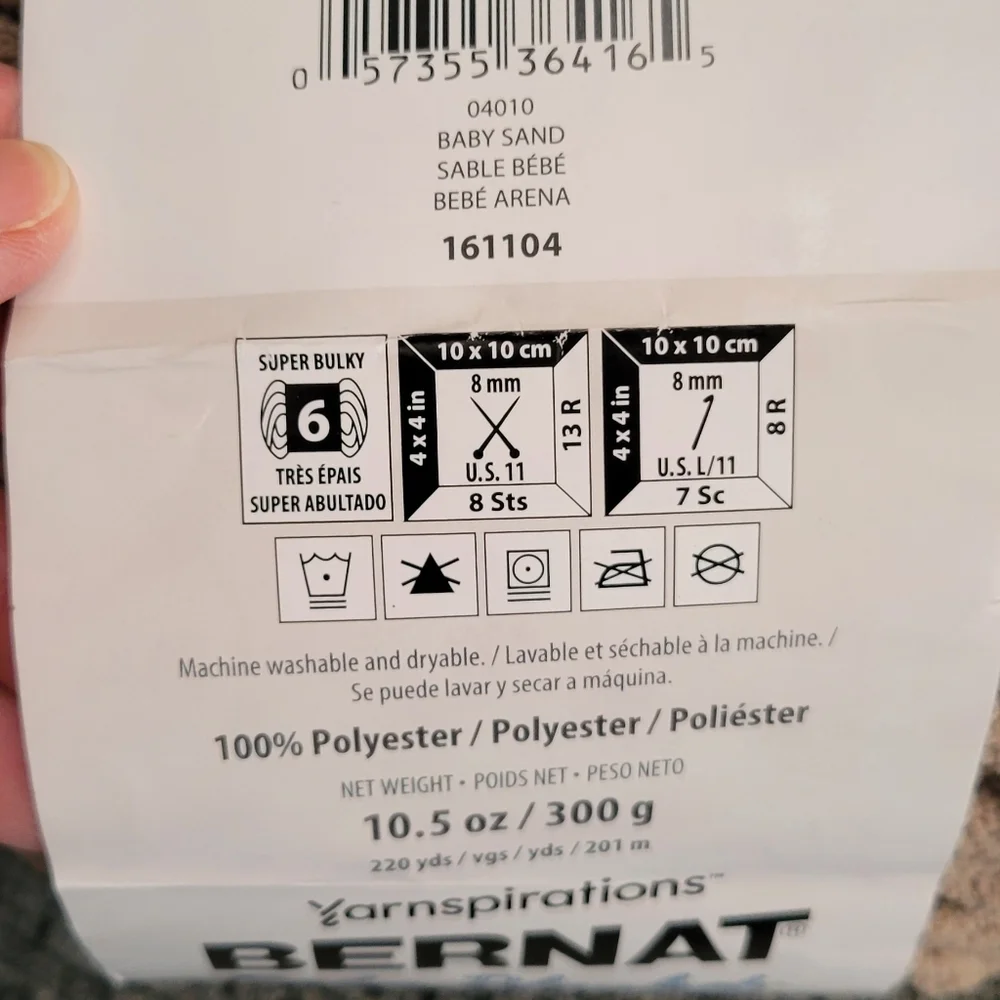 0 57355 36416 5
04010
BABY SAND
SABLE BÉBÉ
BEBÉ ARENA
161104
SUPER BULKY
6
TRÈS ÉPAIS
SUPER ABULTADO
10 x 10 cm
4 x 4 in
8 mm
13 R
U.S. 11
8 Sts
10 x 10 cm
4 x 4 in
8 mm
8 R
U.S. L/11
7 Sc
Machine washable and dryable. / Lavable et séchable à la machine. /
Se puede lavar y secar a máquina.
100% Polyester / Polyester / Poliéster
NET WEIGHT • POIDS NET • PESO NETO
10.5 oz / 300 g
220 yds / vgs / yds / 201 m
Yarnspirations™
BERNAT®